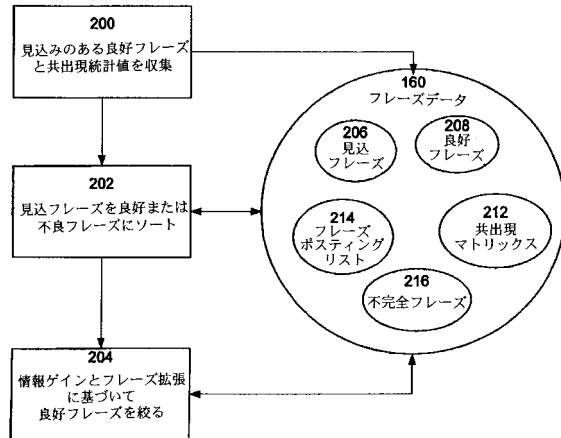 200
見込みのある良好フレーズ
と共出現統計値を収集
202
見込フレーズを良好または
不良フレーズにソート
204
情報ゲインとフレーズ拡張
に基づいて
良好フレーズを絞る
160
フレーズデータ
206
見込
フレーズ
208
良好
フレーズ
214
フレーズ
ポスティング
リスト
212
共出現
マトリックス
216
不完全フレーズ